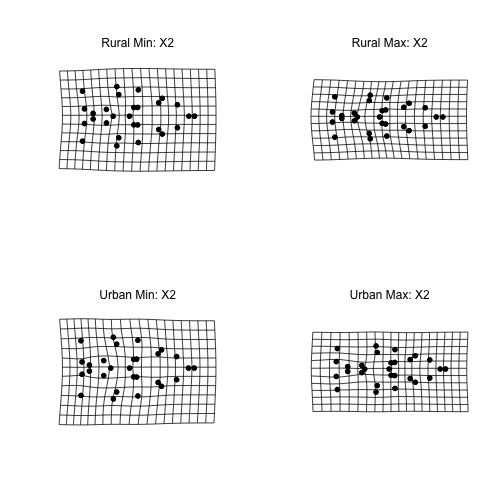 Rural Min: X2
Rural Max: X2
Urban Min: X2
Urban Max: X2